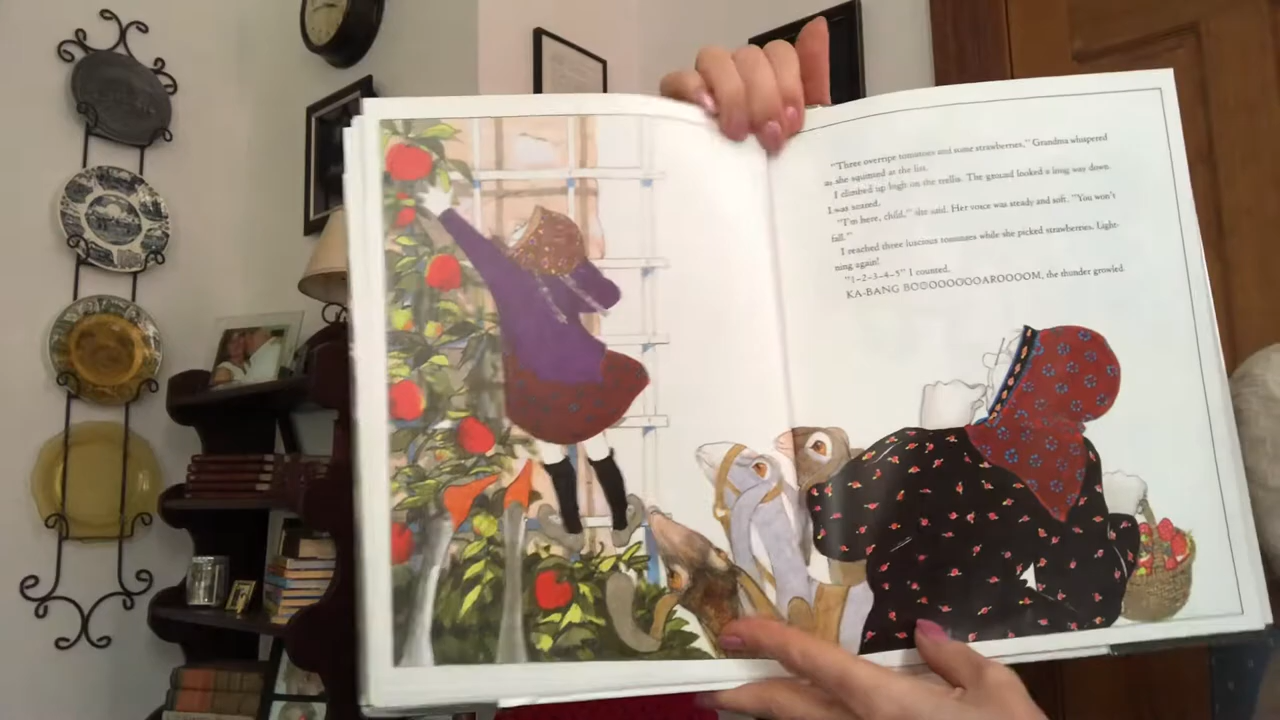 "Three overripe tomatoes and some strawberries," Grandma whispered
as she squinted at the list.
I climbed up high on the trellis. The ground looked a long way down.
I was scared.
"I'm here, child," she said. Her voice was steady and soft. "You won't
fall."
I reached three luscious tomatoes while she picked strawberries. Light-
ning again!
"1-2-3-4-5" I counted.
KA-BANG BOOOOOOOOAROOOOM, the thunder growled.